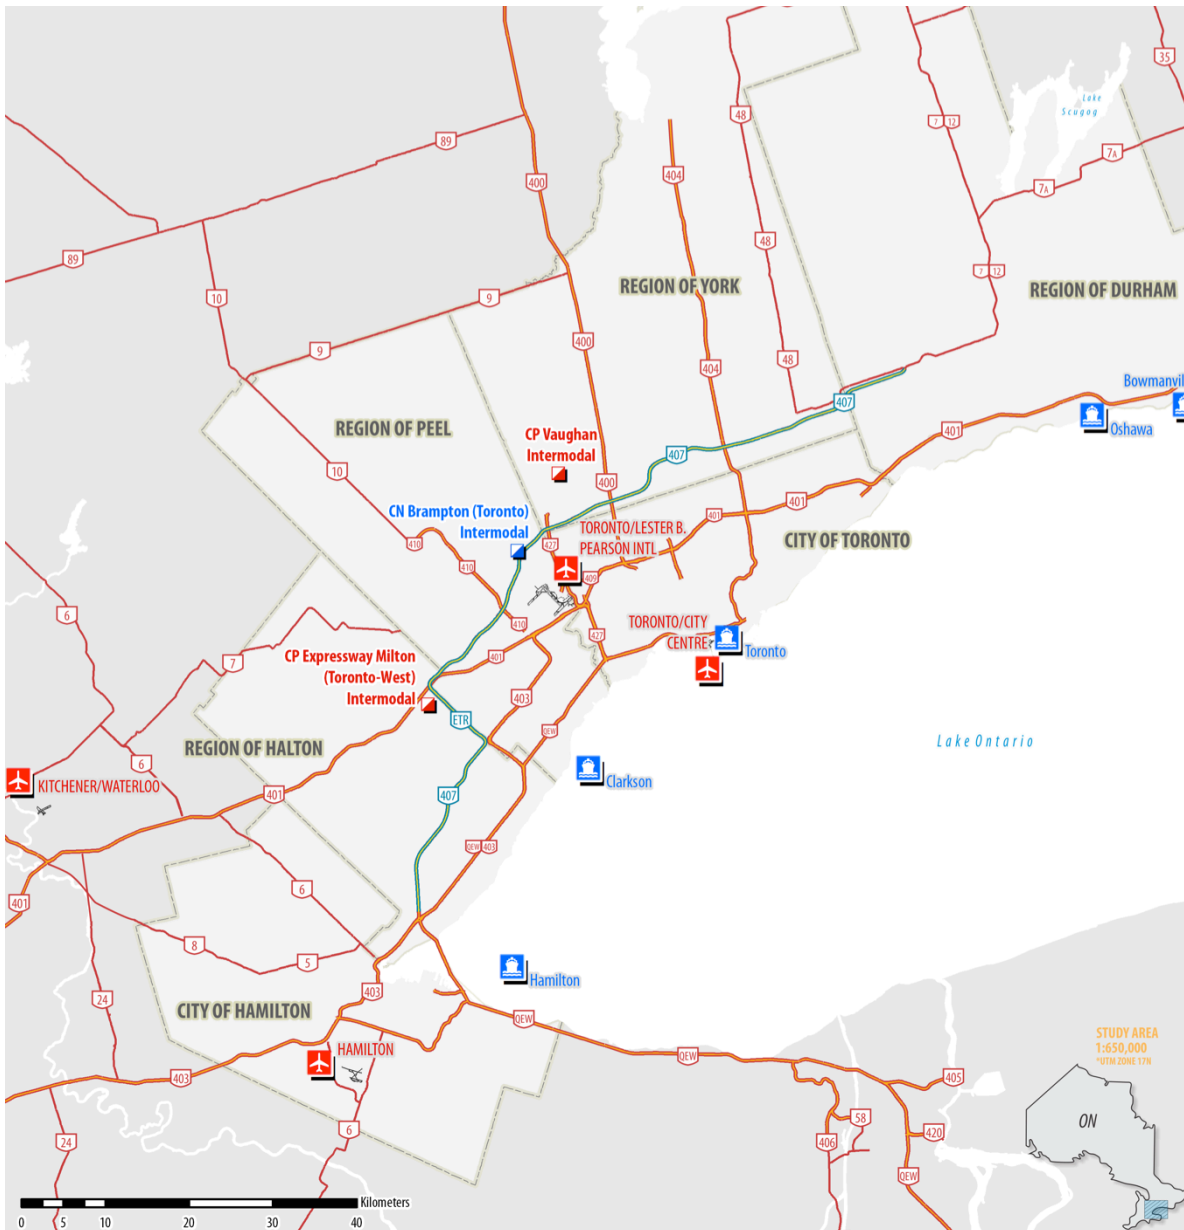 35
Lake
Scugog
48
7 12
89
7A
7A
400
404
48
89
7 12
10
9
REGION OF YORK
REGION OF DURHAM
400
9
48
404
Bowmanvil
407
Oshawa
401
REGION OF PEEL
CP Vaughan
Intermodal
407
10
400
401
CN Brampton (Toronto)
Intermodal
401
TORONTO/LESTER B.
PEARSON INTL
CITY OF TORONTO
427
410
410
409
6
410
TORONTO/CITY
CENTRE
427
Toronto
7
CP Expressway Milton
(Toronto-West)
Intermodal
401
403
ETR
QEW
REGION OF HALTON
Lake Ontario
6
KITCHENER/WATERLOO
Clarkson
401
407
QEW 403
6
401
8
5
Hamilton
403
24
CITY OF HAMILTON
QEW
STUDY AREA
1:650,000
*UTM ZONE 17N
HAMILTON
QEW
403
405
58
ON
6
420
24
406
QEW
Kilometers
0 5 10 20 30 40